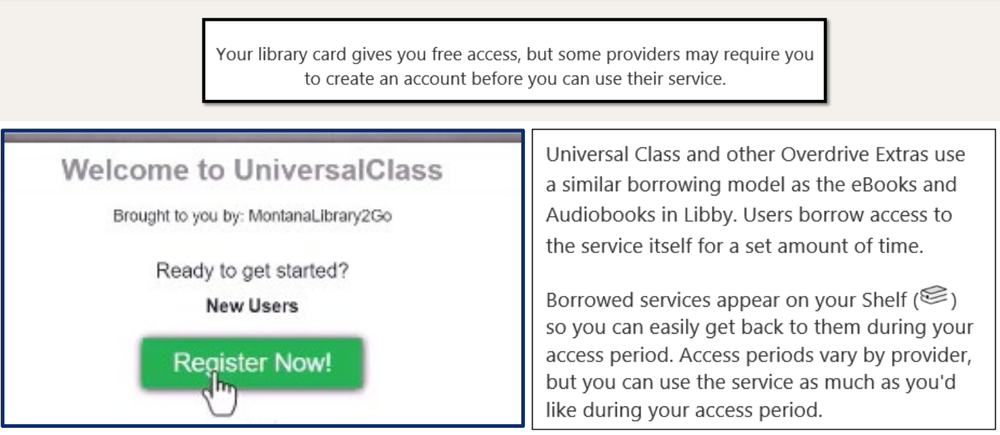 Your library card gives you free access, but some providers may require you
to create an account before you can use their service.
Welcome to UniversalClass
Brought to you by: MontanaLibrary2Go
Ready to get started?
New Users
Register Now!
Universal Class and other Overdrive Extras use
a similar borrowing model as the eBooks and
Audiobooks in Libby. Users borrow access to
the service itself for a set amount of time.
Borrowed services appear on your Shelf ( )
so you can easily get back to them during your
access period. Access periods vary by provider,
but you can use the service as much as you'd
like during your access period.